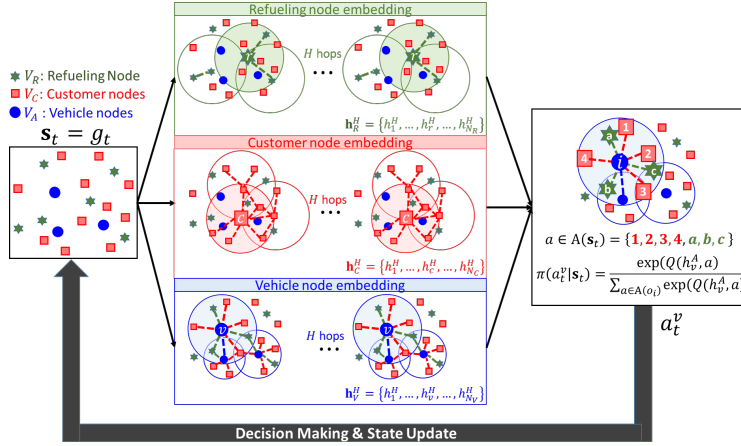 Refueling node embedding
r
H hops
...
r
𝐡_R^H = {h_1^H, ..., h_r^H, ..., h_{N_R}^H}
V_R: Refueling Node
V_C: Customer nodes
V_A: Vehicle nodes
𝐬_t = g_t
Customer node embedding
c
H hops
...
c
𝐡_C^H = {h_1^H, ..., h_c^H, ..., h_{N_C}^H}
Vehicle node embedding
v
H hops
...
v
𝐡_V^H = {h_1^H, ..., h_v^H, ..., h_{N_V}^H}
a 1
4 i 2
b c
3
a ∈ A(𝐬_t) = {1, 2, 3, 4, a, b, c}
π(a_t^v|𝐬_t) = exp(Q(h_v^A, a) / ∑_{a∈A(o_i)} exp(Q(h_v^A, a)
a_t^v
Decision Making & State Update